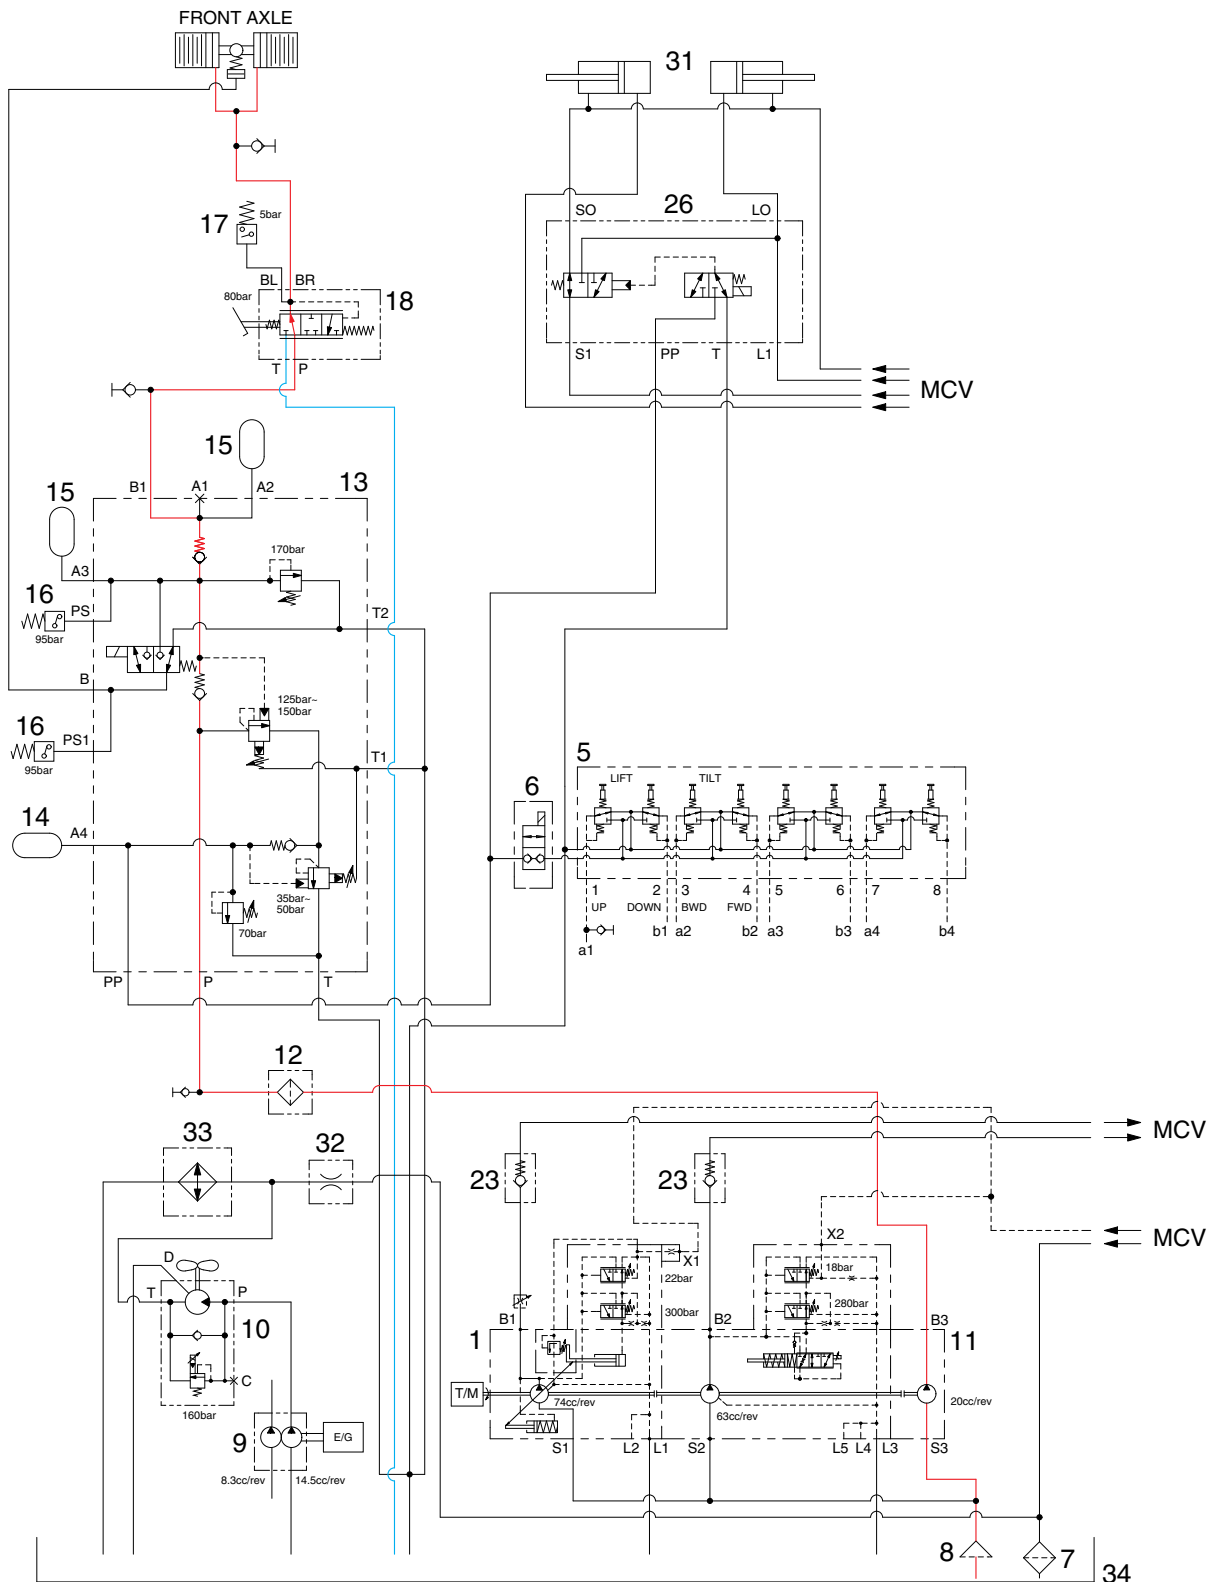 FRONT AXLE
31
17
5bar
SO
26
LO
BL
BR
80bar
18
T
P
S1
PP
T
L1
MCV
15
15
B1
A1
A2
13
170bar
A3
16
PS
95bar
T2
B
125bar~
150bar
16
PS1
95bar
T1
5
6
LIFT
TILT
14
A4
35bar~
50bar
70bar
1
2
3
4
5
6
7
8
UP
DOWN
BWD
FWD
b1
a2
b2
a3
b3
a4
b4
a1
PP
P
T
12
33
32
MCV
23
23
MCV
X2
X1
D
18bar
22bar
T
P
280bar
300bar
10
B1
B2
B3
1
11
C
T/M
74cc/rev
63cc/rev
20cc/rev
160bar
9
E/G
S1
L2
L1
S2
L5
L4
L3
S3
8.3cc/rev
14.5cc/rev
8
7
34